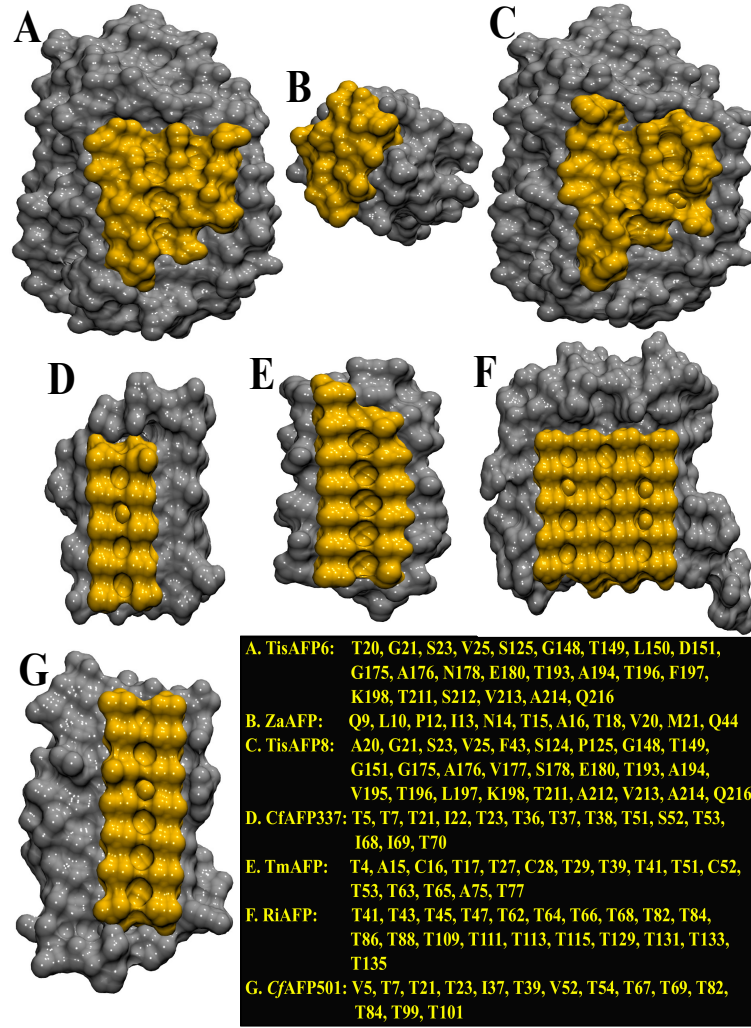 A
B
C
D
E
F
G
A. TisAFP6: T20, G21, S23, V25, S125, G148, T149, L150, D151,
G175, A176, N178, E180, T193, A194, T196, F197,
K198, T211, S212, V213, A214, Q216
B. ZaAFP: Q9, L10, P12, I13, N14, T15, A16, T18, V20, M21, Q44
C. TisAFP8: A20, G21, S23, V25, F43, S124, P125, G148, T149,
G151, G175, A176, V177, S178, E180, T193, A194,
V195, T196, L197, K198, T211, A212, V213, A214, Q216
D. CfAFP337: T5, T7, T21, I22, T23, T36, T37, T38, T51, S52, T53,
I68, I69, T70
E. TmAFP: T4, A15, C16, T17, T27, C28, T29, T39, T41, T51, C52,
T53, T63, T65, A75, T77
F. RiAFP: T41, T43, T45, T47, T62, T64, T66, T68, T82, T84,
T86, T88, T109, T111, T113, T115, T129, T131, T133,
T135
G. CfAFP501: V5, T7, T21, T23, I37, T39, V52, T54, T67, T69, T82,
T84, T99, T101